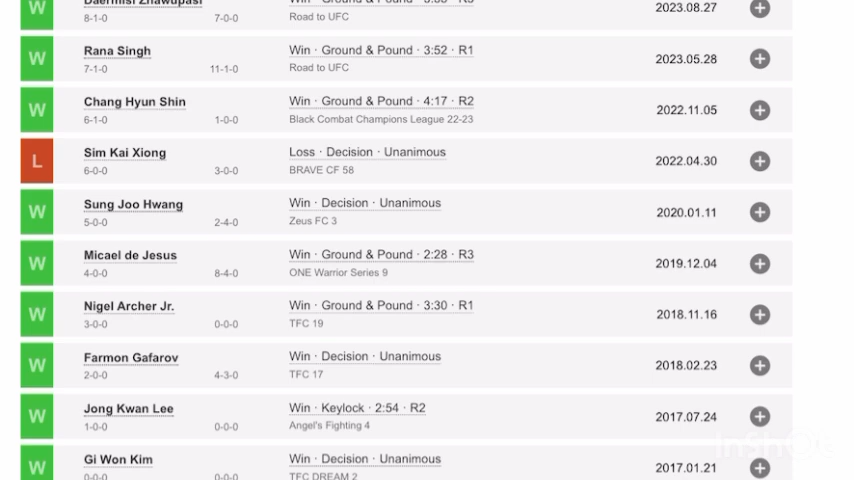 W Daermisi Zhawupasi Road to UFC 2023.08.27
8-1-0 7-0-0
W Rana Singh Win · Ground & Pound · 3:52 · R1 2023.05.28
7-1-0 11-1-0 Road to UFC
W Chang Hyun Shin Win · Ground & Pound · 4:17 · R2 2022.11.05
6-1-0 1-0-0 Black Combat Champions League 22-23
L Sim Kai Xiong Loss · Decision · Unanimous 2022.04.30
6-0-0 3-0-0 BRAVE CF 58
W Sung Joo Hwang Win · Decision · Unanimous 2020.01.11
5-0-0 2-4-0 Zeus FC 3
W Micael de Jesus Win · Ground & Pound · 2:28 · R3 2019.12.04
4-0-0 8-4-0 ONE Warrior Series 9
W Nigel Archer Jr. Win · Ground & Pound · 3:30 · R1 2018.11.16
3-0-0 0-0-0 TFC 19
W Farmon Gafarov Win · Decision · Unanimous 2018.02.23
2-0-0 4-3-0 TFC 17
W Jong Kwan Lee Win · Keylock · 2:54 · R2 2017.07.24
1-0-0 0-0-0 Angel's Fighting 4
W Gi Won Kim Win · Decision · Unanimous 2017.01.21
0-0-0 0-0-0 TFC DREAM 2
InShOt